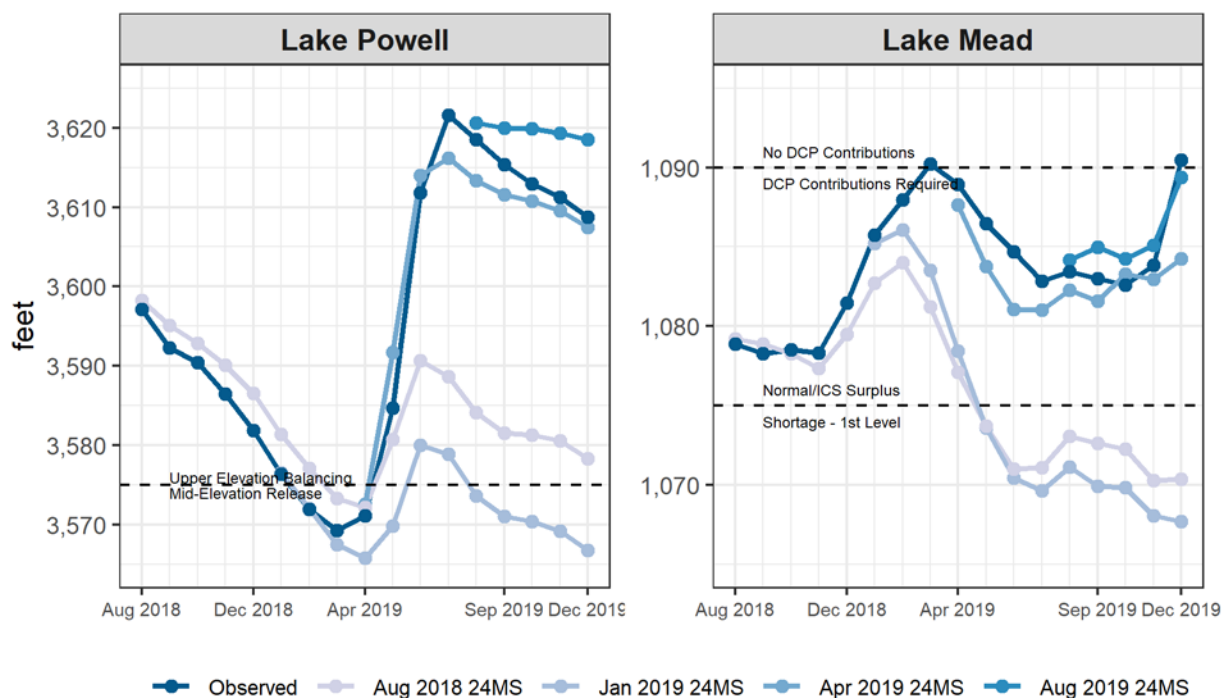 Lake Powell
Lake Mead
feet
3,620
3,610
3,600
3,590
3,580
3,570
Upper Elevation Balancing
Mid-Elevation Release
Aug 2018 Dec 2018 Apr 2019 Sep 2019 Dec 2019
1,090
1,080
1,070
No DCP Contributions
DCP Contributions Required
Normal/ICS Surplus
Shortage - 1st Level
Aug 2018 Dec 2018 Apr 2019 Sep 2019 Dec 2019
Observed Aug 2018 24MS Jan 2019 24MS Apr 2019 24MS Aug 2019 24MS